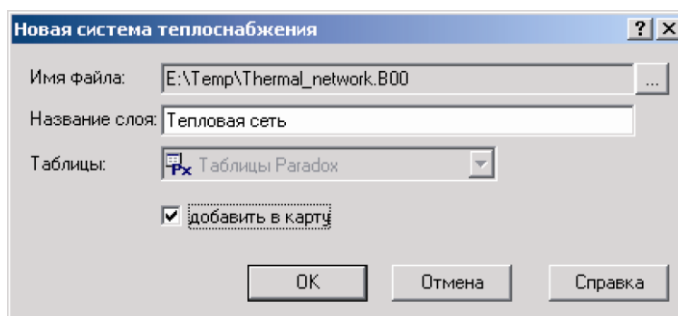 Новая система теплоснабжения
Имя файла: E:\Temp\Thermal_network.B00 ...
Название слоя: Тепловая сеть
Таблицы: Px Таблицы Paradox
добавить в карту
OK Отмена Справка